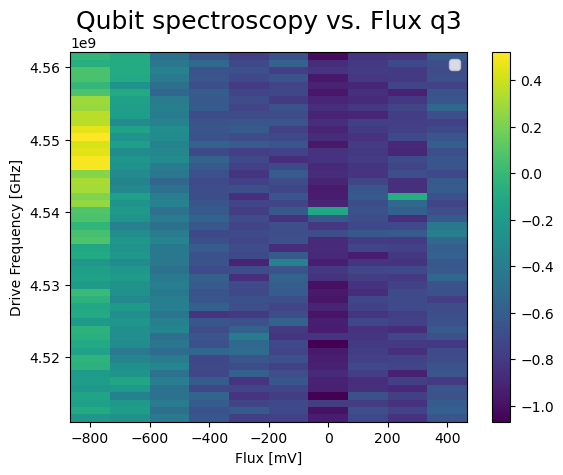 Qubit spectroscopy vs. Flux q3
1e9
4.56
4.55
4.54
4.53
4.52
Drive Frequency [GHz]
−800 −600 −400 −200 0 200 400
Flux [mV]
0.4
0.2
0.0
−0.2
−0.4
−0.6
−0.8
−1.0